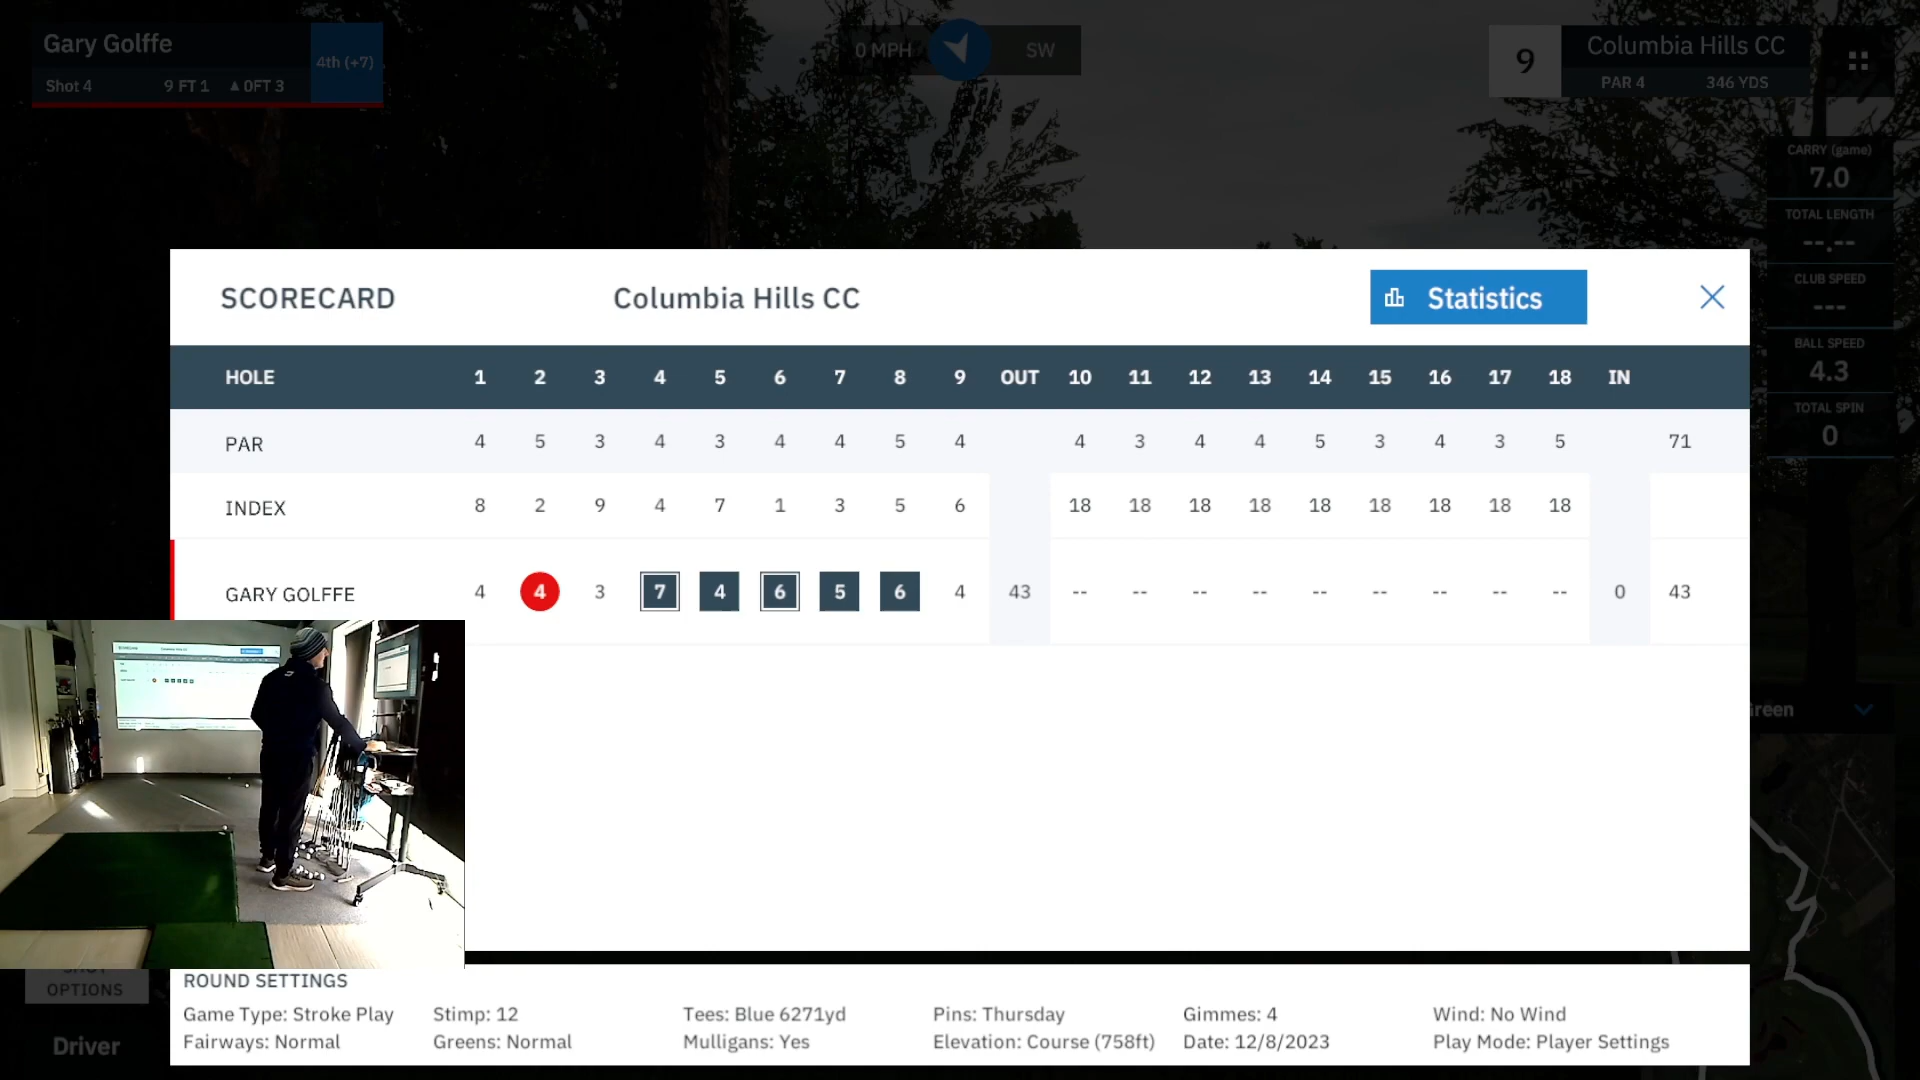 Gary Golffe
4th (+7)
Shot 4 9 FT 1 ▲0FT 3
0 MPH SW
9 Columbia Hills CC
PAR 4 346 YDS
CARRY (game)
7.0
TOTAL LENGTH
--.--
CLUB SPEED
---
BALL SPEED
4.3
TOTAL SPIN
0
SCORECARD Columbia Hills CC Statistics
HOLE 1 2 3 4 5 6 7 8 9 OUT 10 11 12 13 14 15 16 17 18 IN
PAR 4 5 3 4 3 4 4 5 4 4 3 4 4 5 3 4 3 5 71
INDEX 8 2 9 4 7 1 3 5 6 18 18 18 18 18 18 18 18 18
GARY GOLFFE 4 4 3 7 4 6 5 6 4 43 -- -- -- -- -- -- -- -- -- 0 43
OPTIONS
Driver
ROUND SETTINGS
Game Type: Stroke Play Stimp: 12 Tees: Blue 6271yd Pins: Thursday Gimmes: 4 Wind: No Wind
Fairways: Normal Greens: Normal Mulligans: Yes Elevation: Course (758ft) Date: 12/8/2023 Play Mode: Player Settings